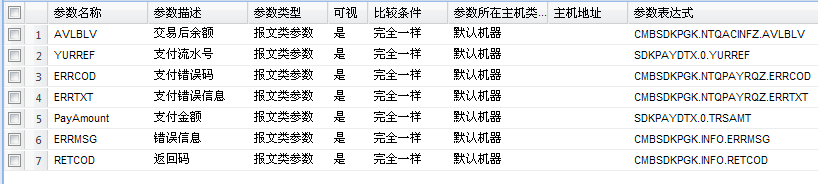 参数名称 参数描述 参数类型 可视 比较条件 参数所在主机类... 主机地址 参数表达式
1 AVLBLV 交易后余额 报文类参数 是 完全一样 默认机器 CMBSDKPGK.NTQACINFZ.AVLBLV
2 YURREF 支付流水号 报文类参数 是 完全一样 默认机器 SDKPAYDTX.0.YURREF
3 ERRCOD 支付错误码 报文类参数 是 完全一样 默认机器 CMBSDKPGK.NTQPAYRQZ.ERRCOD
4 ERRTXT 支付错误信息 报文类参数 是 完全一样 默认机器 CMBSDKPGK.NTQPAYRQZ.ERRTXT
5 PayAmount 支付金额 报文类参数 是 完全一样 默认机器 SDKPAYDTX.0.TRSAMT
6 ERRMSG 错误信息 报文类参数 是 完全一样 默认机器 CMBSDKPGK.INFO.ERRMSG
7 RETCOD 返回码 报文类参数 是 完全一样 默认机器 CMBSDKPGK.INFO.RETCOD